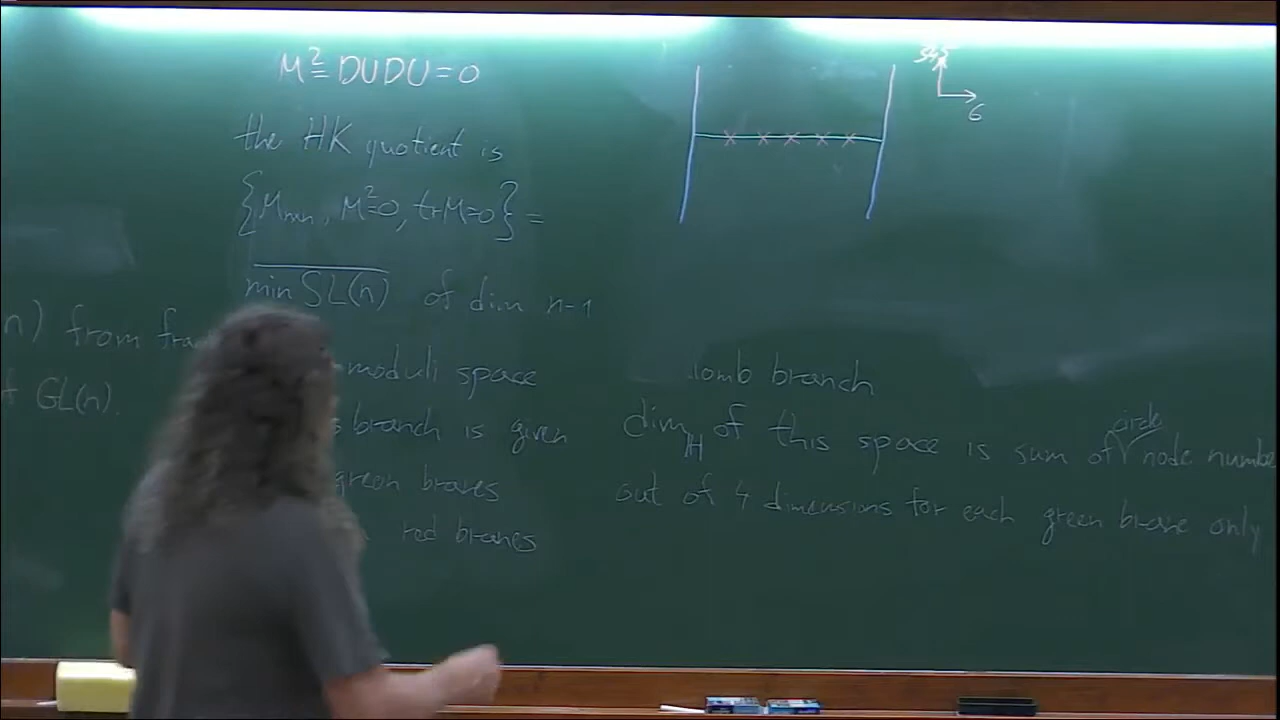 M² = DUDU = 0
the HK quotient is
{M_{n×n}, M²=0, trM=0} =
\overline{min SL(n)} of dim n-1
n) from
GL(n).
moduli space
branch is given
green branes
red branes
345
6
lomb branch
dim_H of this space is sum of circle node numbe
out of 4 dimensions for each green brane only